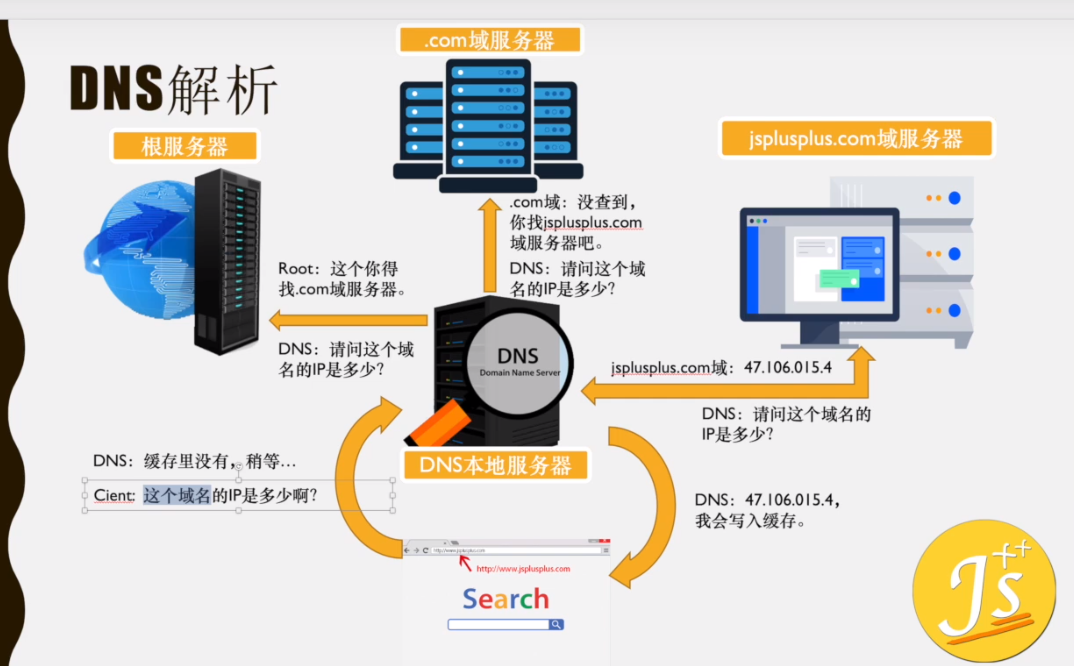 DNS解析
.com域服务器
根服务器
jsplusplus.com域服务器
.com域：没查到，
你找jsplusplus.com
域服务器吧。
DNS：请问这个域
名的IP是多少？
Root：这个你得
找.com域服务器。
DNS：请问这个域
名的IP是多少？
DNS
Domain Name Server
jsplusplus.com域：47.106.015.4
DNS：请问这个域名的
IP是多少？
DNS本地服务器
DNS：缓存里没有，稍等…
Cient: 这个域名的IP是多少啊？
DNS：47.106.015.4，
我会写入缓存。
http://www.jsplusplus.com
http://www.jsplusplus.com
Search
JS++